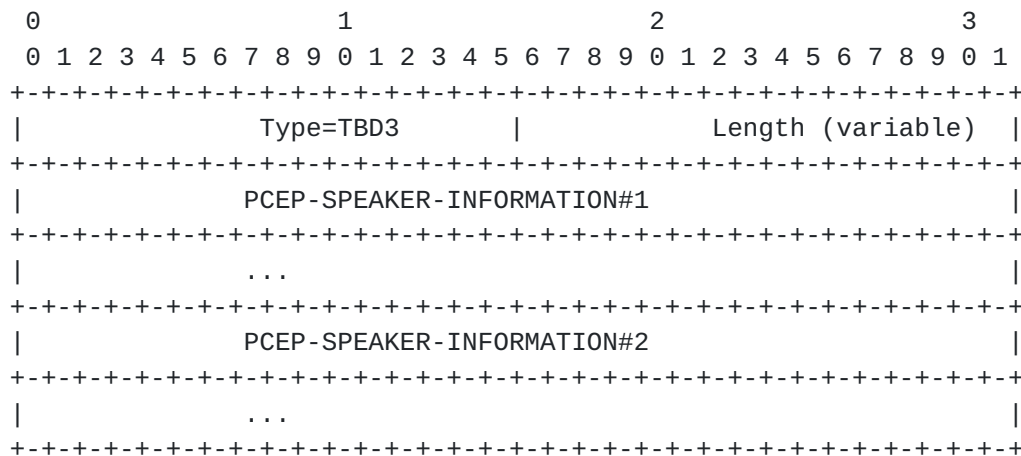 0                   1                   2                   3
 0 1 2 3 4 5 6 7 8 9 0 1 2 3 4 5 6 7 8 9 0 1 2 3 4 5 6 7 8 9 0 1
+-+-+-+-+-+-+-+-+-+-+-+-+-+-+-+-+-+-+-+-+-+-+-+-+-+-+-+-+-+-+-+-+
|               Type=TBD3       |            Length (variable)  |
+-+-+-+-+-+-+-+-+-+-+-+-+-+-+-+-+-+-+-+-+-+-+-+-+-+-+-+-+-+-+-+-+
|              PCEP-SPEAKER-INFORMATION#1                       |
+-+-+-+-+-+-+-+-+-+-+-+-+-+-+-+-+-+-+-+-+-+-+-+-+-+-+-+-+-+-+-+-+
|              ...                                              |
+-+-+-+-+-+-+-+-+-+-+-+-+-+-+-+-+-+-+-+-+-+-+-+-+-+-+-+-+-+-+-+-+
|              PCEP-SPEAKER-INFORMATION#2                       |
+-+-+-+-+-+-+-+-+-+-+-+-+-+-+-+-+-+-+-+-+-+-+-+-+-+-+-+-+-+-+-+-+
|              ...                                              |
+-+-+-+-+-+-+-+-+-+-+-+-+-+-+-+-+-+-+-+-+-+-+-+-+-+-+-+-+-+-+-+-+